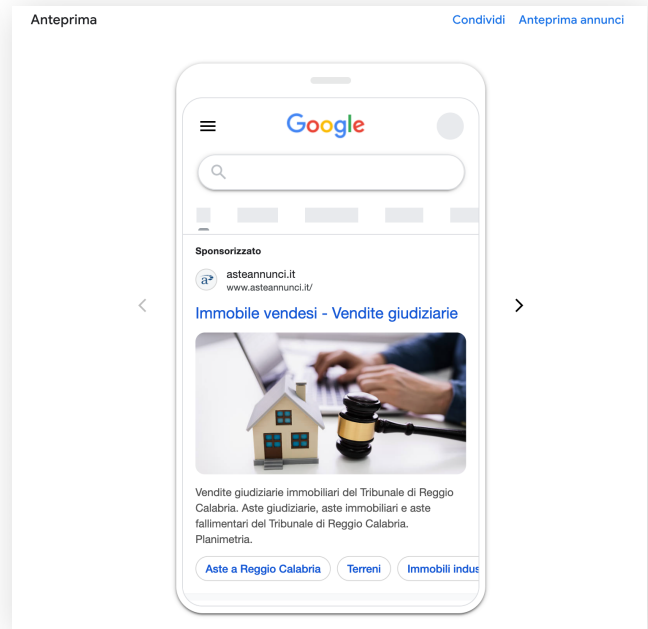 Anteprima
Condividi
Anteprima annunci
Google
Sponsorizzato
a
asteannunci.it
www.asteannunci.it/
Immobile vendesi - Vendite giudiziarie
Vendite giudiziarie immobiliari del Tribunale di Reggio
Calabria. Aste giudiziarie, aste immobiliari e aste
fallimentari del Tribunale di Reggio Calabria.
Planimetria.
Aste a Reggio Calabria
Terreni
Immobili indus